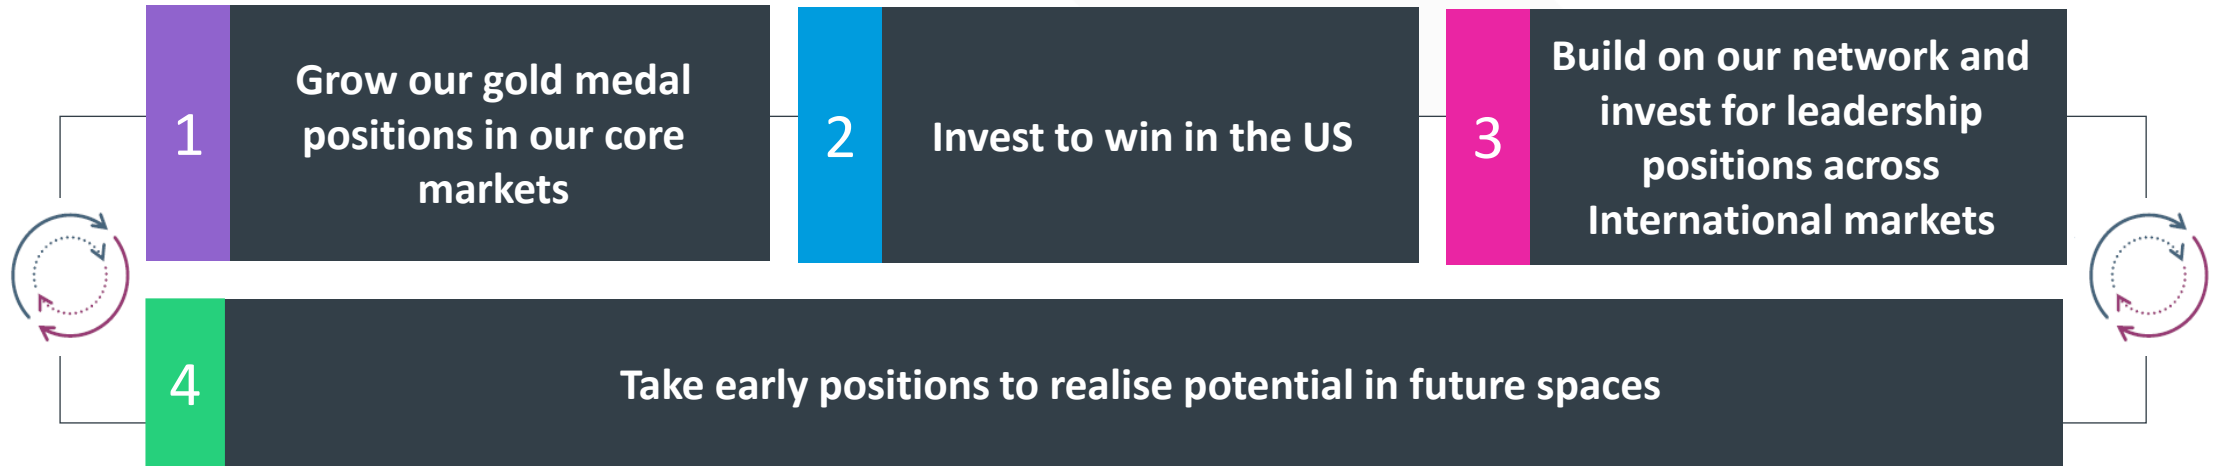 1
Grow our gold medal
positions in our core
markets
2
Invest to win in the US
3
Build on our network and
invest for leadership
positions across
International markets
4
Take early positions to realise potential in future spaces